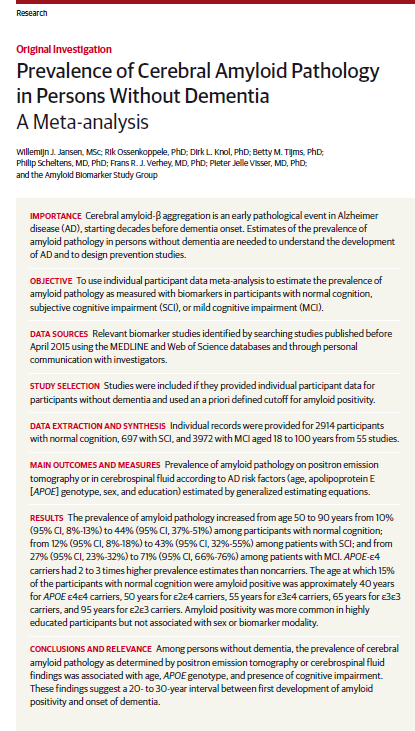 Research
Original Investigation
Prevalence of Cerebral Amyloid Pathology
in Persons Without Dementia
A Meta-analysis
Willemijn J. Jansen, MSc; Rik Ossenkoppele, PhD; Dirk L. Knol, PhD; Betty M. Tijms, PhD;
Philip Scheltens, MD, PhD; Frans R. J. Verhey, MD, PhD; Pieter Jelle Visser, MD, PhD;
and the Amyloid Biomarker Study Group
IMPORTANCE Cerebral amyloid-β aggregation is an early pathological event in Alzheimer
disease (AD), starting decades before dementia onset. Estimates of the prevalence of
amyloid pathology in persons without dementia are needed to understand the development
of AD and to design prevention studies.
OBJECTIVE To use individual participant data meta-analysis to estimate the prevalence of
amyloid pathology as measured with biomarkers in participants with normal cognition,
subjective cognitive impairment (SCI), or mild cognitive impairment (MCI).
DATA SOURCES Relevant biomarker studies identified by searching studies published before
April 2015 using the MEDLINE and Web of Science databases and through personal
communication with investigators.
STUDY SELECTION Studies were included if they provided individual participant data for
participants without dementia and used an a priori defined cutoff for amyloid positivity.
DATA EXTRACTION AND SYNTHESIS Individual records were provided for 2914 participants
with normal cognition, 697 with SCI, and 3972 with MCI aged 18 to 100 years from 55 studies.
MAIN OUTCOMES AND MEASURES Prevalence of amyloid pathology on positron emission
tomography or in cerebrospinal fluid according to AD risk factors (age, apolipoprotein E
[APOE] genotype, sex, and education) estimated by generalized estimating equations.
RESULTS The prevalence of amyloid pathology increased from age 50 to 90 years from 10%
(95% CI, 8%-13%) to 44% (95% CI, 37%-51%) among participants with normal cognition;
from 12% (95% CI, 8%-18%) to 43% (95% CI, 32%-55%) among patients with SCI; and from
27% (95% CI, 23%-32%) to 71% (95% CI, 66%-76%) among patients with MCI. APOE-ε4
carriers had 2 to 3 times higher prevalence estimates than noncarriers. The age at which 15%
of the participants with normal cognition were amyloid positive was approximately 40 years
for APOE ε4ε4 carriers, 50 years for ε2ε4 carriers, 55 years for ε3ε4 carriers, 65 years for ε3ε3
carriers, and 95 years for ε2ε3 carriers. Amyloid positivity was more common in highly
educated participants but not associated with sex or biomarker modality.
CONCLUSIONS AND RELEVANCE Among persons without dementia, the prevalence of cerebral
amyloid pathology as determined by positron emission tomography or cerebrospinal fluid
findings was associated with age, APOE genotype, and presence of cognitive impairment.
These findings suggest a 20- to 30-year interval between first development of amyloid
positivity and onset of dementia.